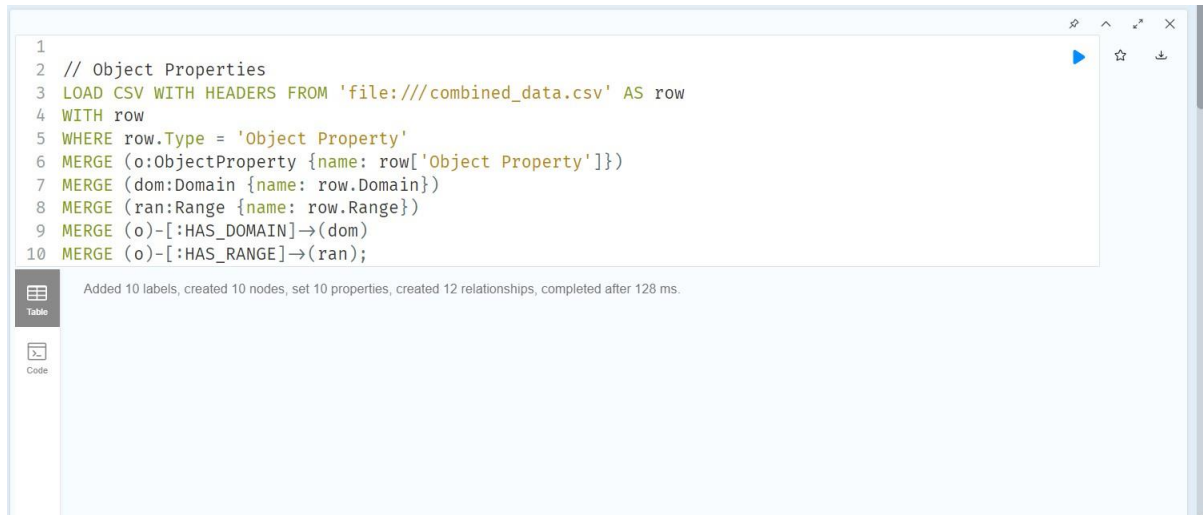 1
2 // Object Properties
3 LOAD CSV WITH HEADERS FROM 'file:///combined_data.csv' AS row
4 WITH row
5 WHERE row.Type = 'Object Property'
6 MERGE (o:ObjectProperty {name: row['Object Property']})
7 MERGE (dom:Domain {name: row.Domain})
8 MERGE (ran:Range {name: row.Range})
9 MERGE (o)-[:HAS_DOMAIN]→(dom)
10 MERGE (o)-[:HAS_RANGE]→(ran);
Added 10 labels, created 10 nodes, set 10 properties, created 12 relationships, completed after 128 ms.
Table
Code